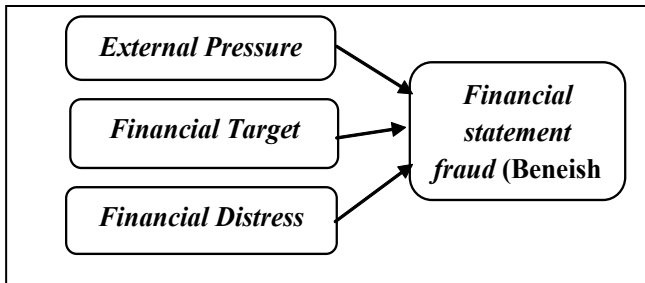 External Pressure
Financial Target
Financial Distress
Financial
statement
fraud (Beneish